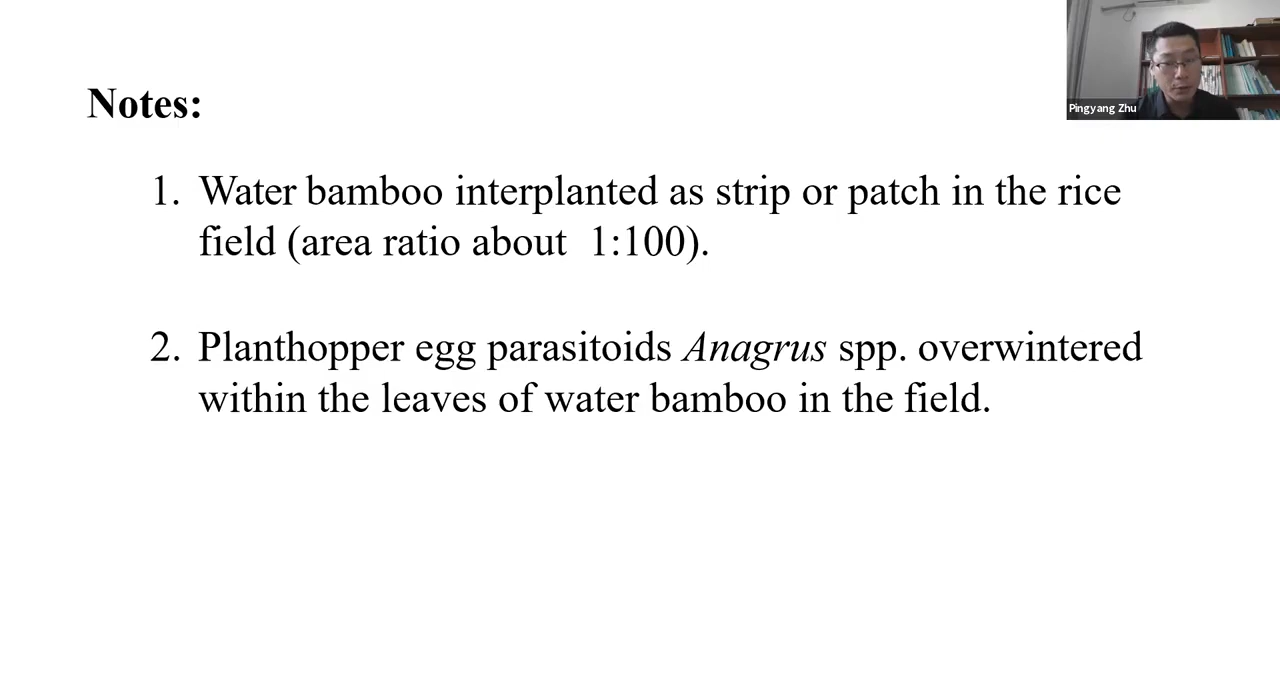 Pingyang Zhu
Notes:
1. Water bamboo interplanted as strip or patch in the rice
field (area ratio about 1:100).
2. Planthopper egg parasitoids Anagrus spp. overwintered
within the leaves of water bamboo in the field.